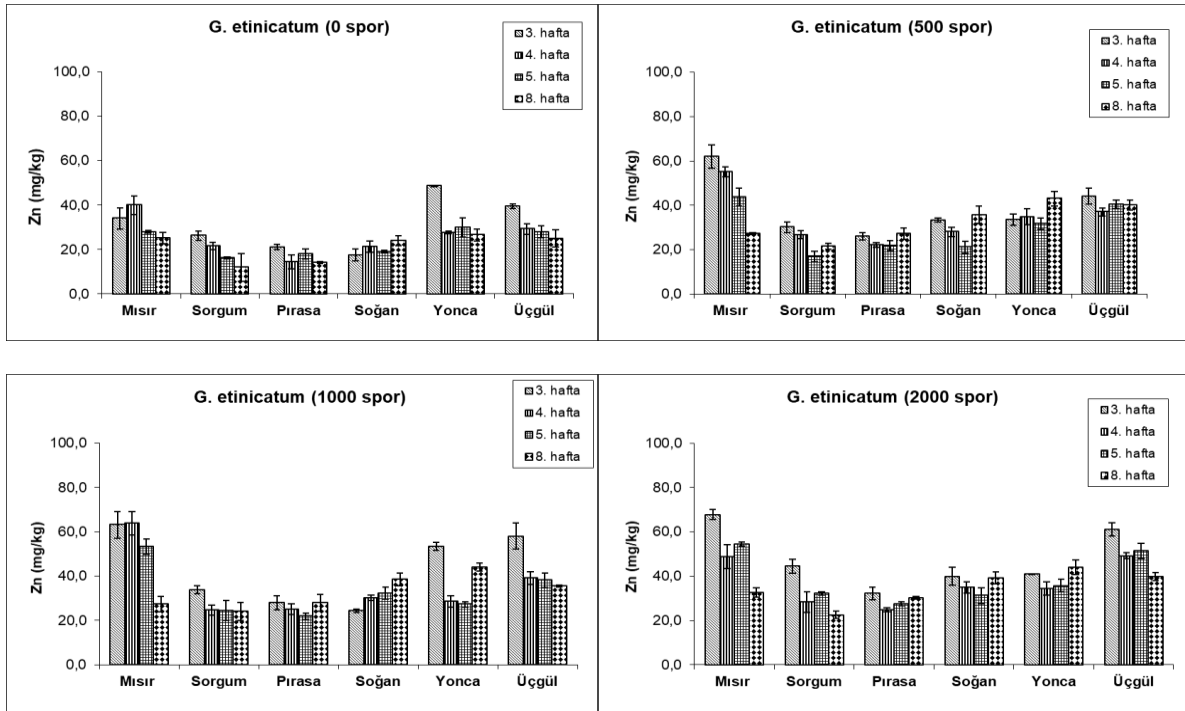 G. etinicatum (0 spor)
3. hafta
4. hafta
5. hafta
8. hafta
Zn (mg/kg)
100,0
80,0
60,0
40,0
20,0
0,0
Mısır Sorgum Pırasa Soğan Yonca Üçgül
G. etinicatum (500 spor)
3. hafta
4. hafta
5. hafta
8. hafta
Zn (mg/kg)
100,0
80,0
60,0
40,0
20,0
0,0
Mısır Sorgum Pırasa Soğan Yonca Üçgül
G. etinicatum (1000 spor)
3. hafta
4. hafta
5. hafta
8. hafta
Zn (mg/kg)
100,0
80,0
60,0
40,0
20,0
0,0
Mısır Sorgum Pırasa Soğan Yonca Üçgül
G. etinicatum (2000 spor)
3. hafta
4. hafta
5. hafta
8. hafta
Zn (mg/kg)
100,0
80,0
60,0
40,0
20,0
0,0
Mısır Sorgum Pırasa Soğan Yonca Üçgül